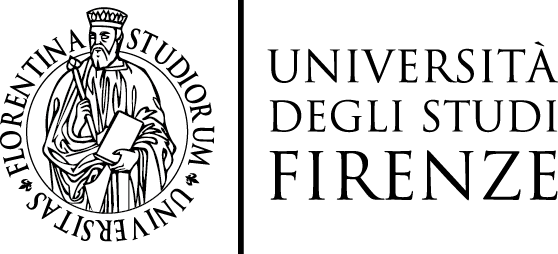 FLORENTINA STUDIORUM UNIVERSITAS
UNIVERSITÀ
DEGLI STUDI
FIRENZE